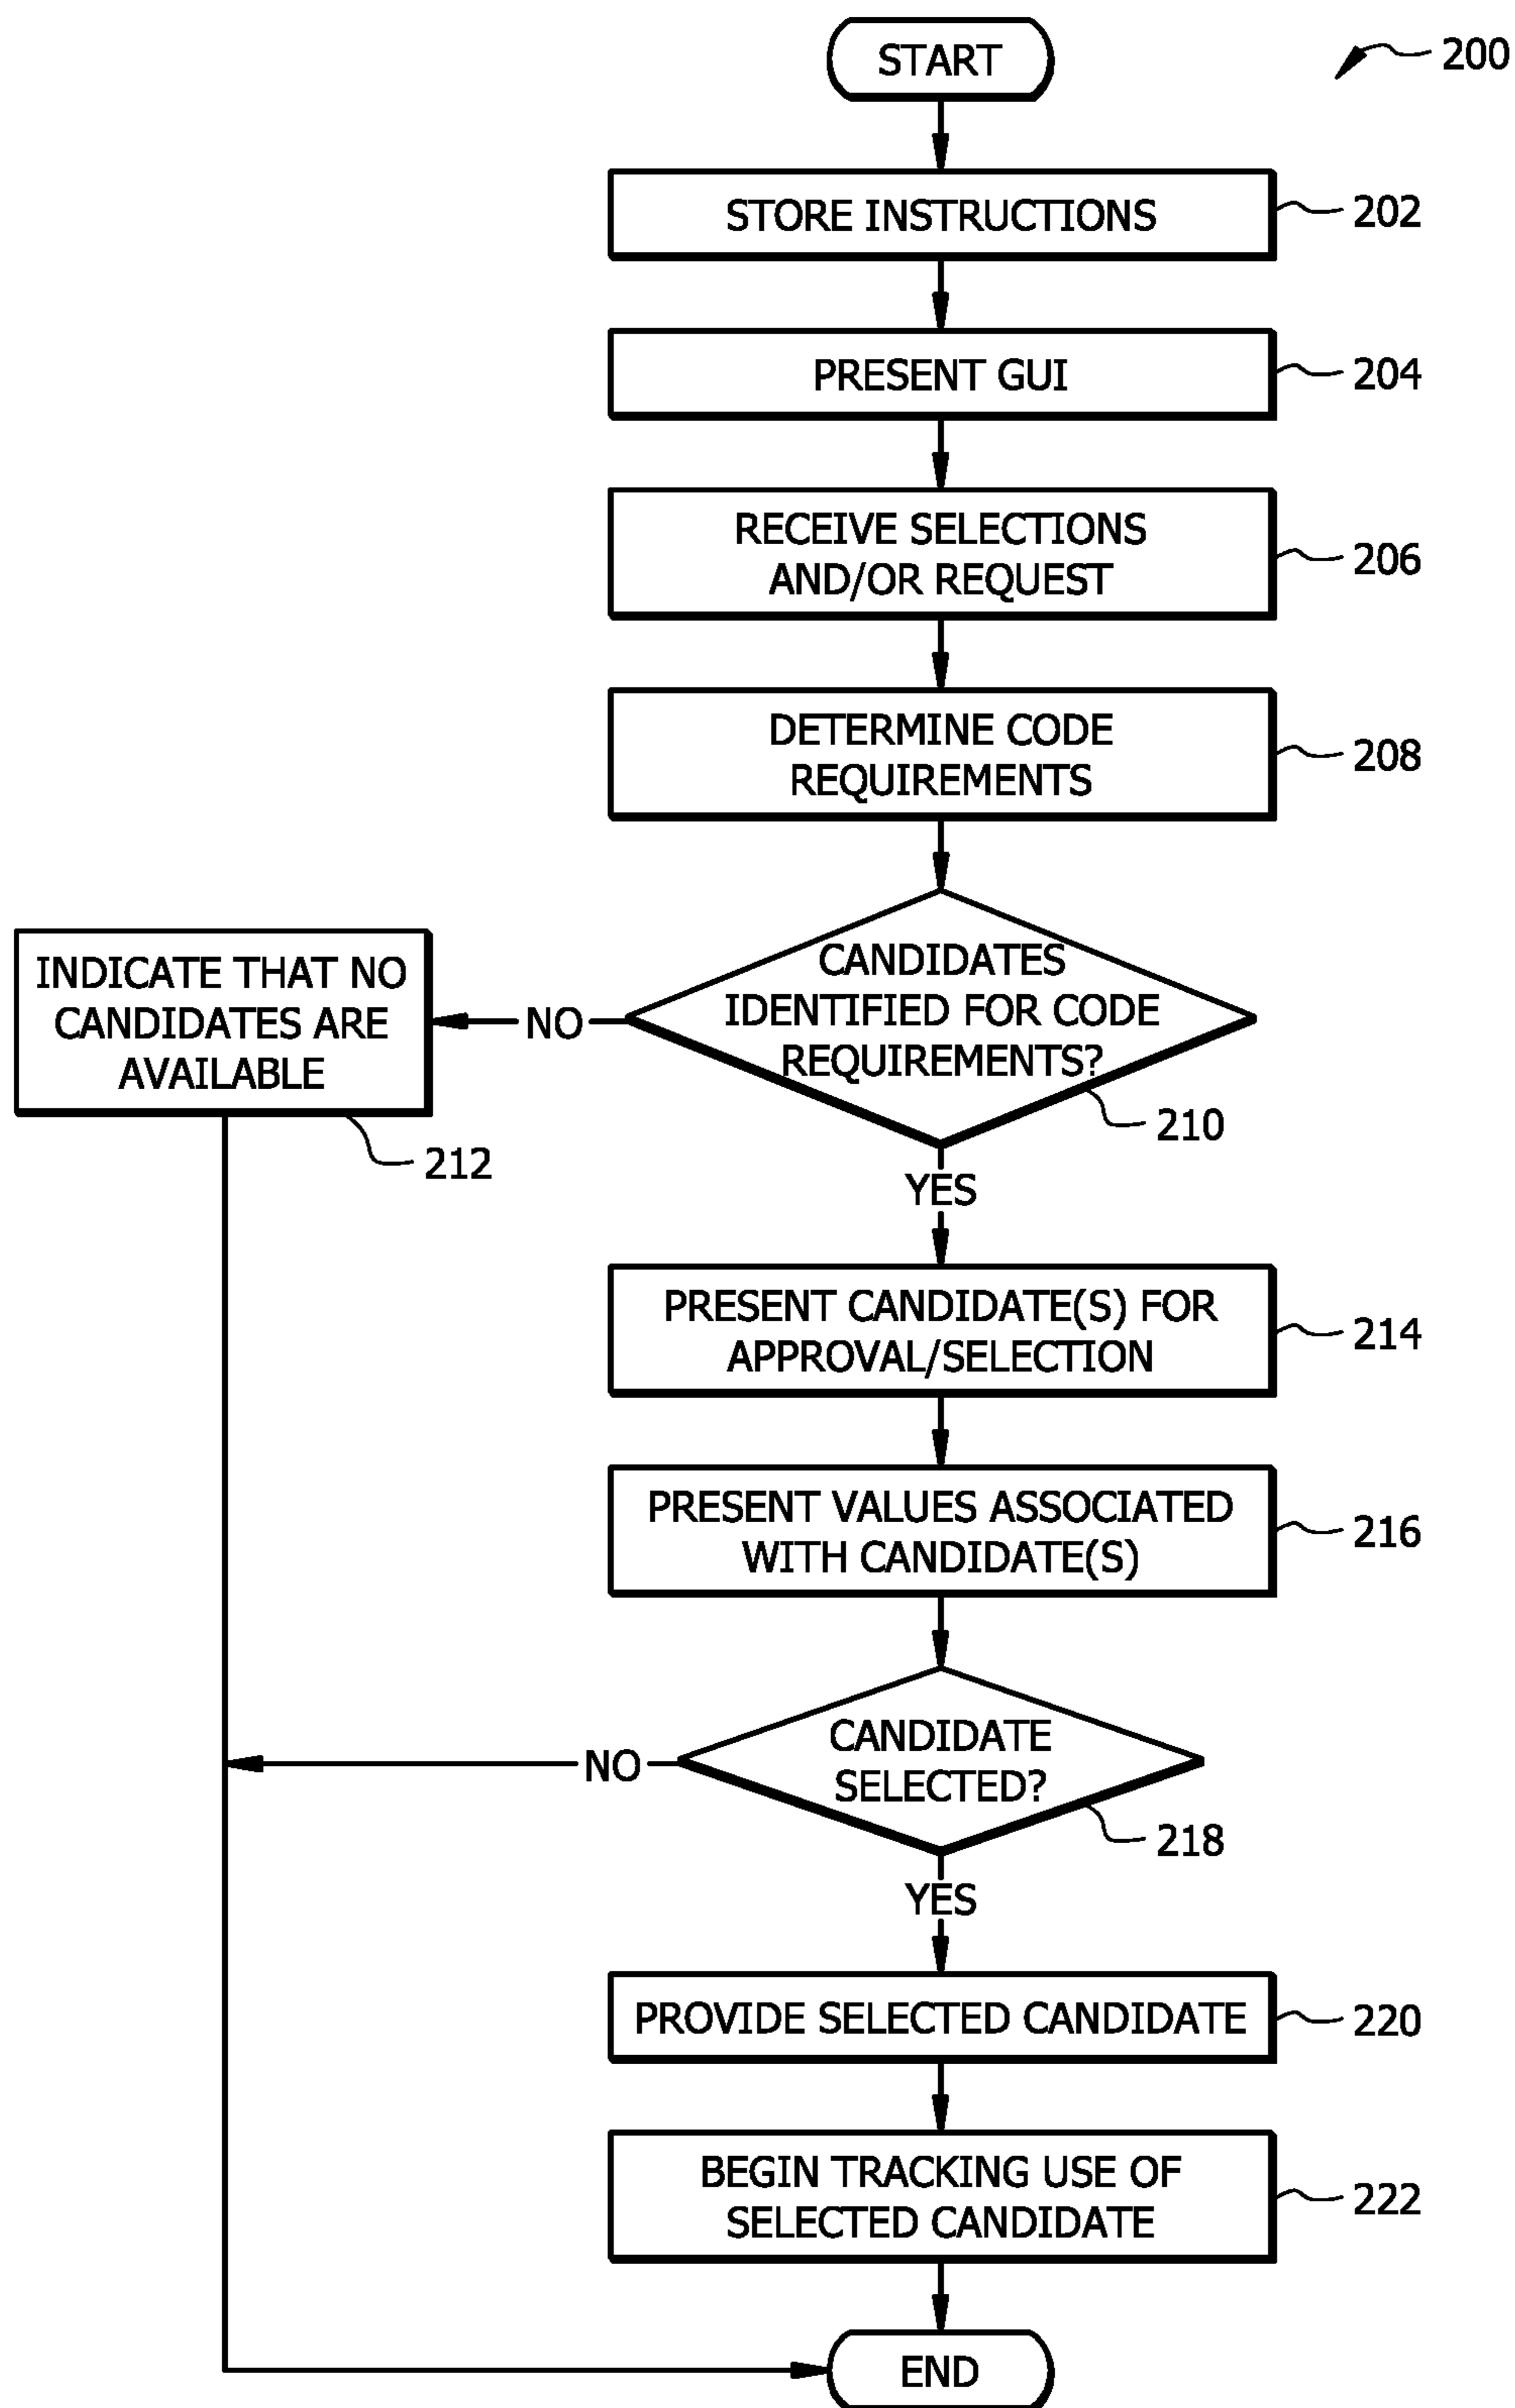 START
200
STORE INSTRUCTIONS
202
PRESENT GUI
204
RECEIVE SELECTIONS
AND/OR REQUEST
206
DETERMINE CODE
REQUIREMENTS
208
CANDIDATES
IDENTIFIED FOR CODE
REQUIREMENTS?
210
NO
INDICATE THAT NO
CANDIDATES ARE
AVAILABLE
212
YES
PRESENT CANDIDATE(S) FOR
APPROVAL/SELECTION
214
PRESENT VALUES ASSOCIATED
WITH CANDIDATE(S)
216
CANDIDATE
SELECTED?
218
NO
YES
PROVIDE SELECTED CANDIDATE
220
BEGIN TRACKING USE OF
SELECTED CANDIDATE
222
END